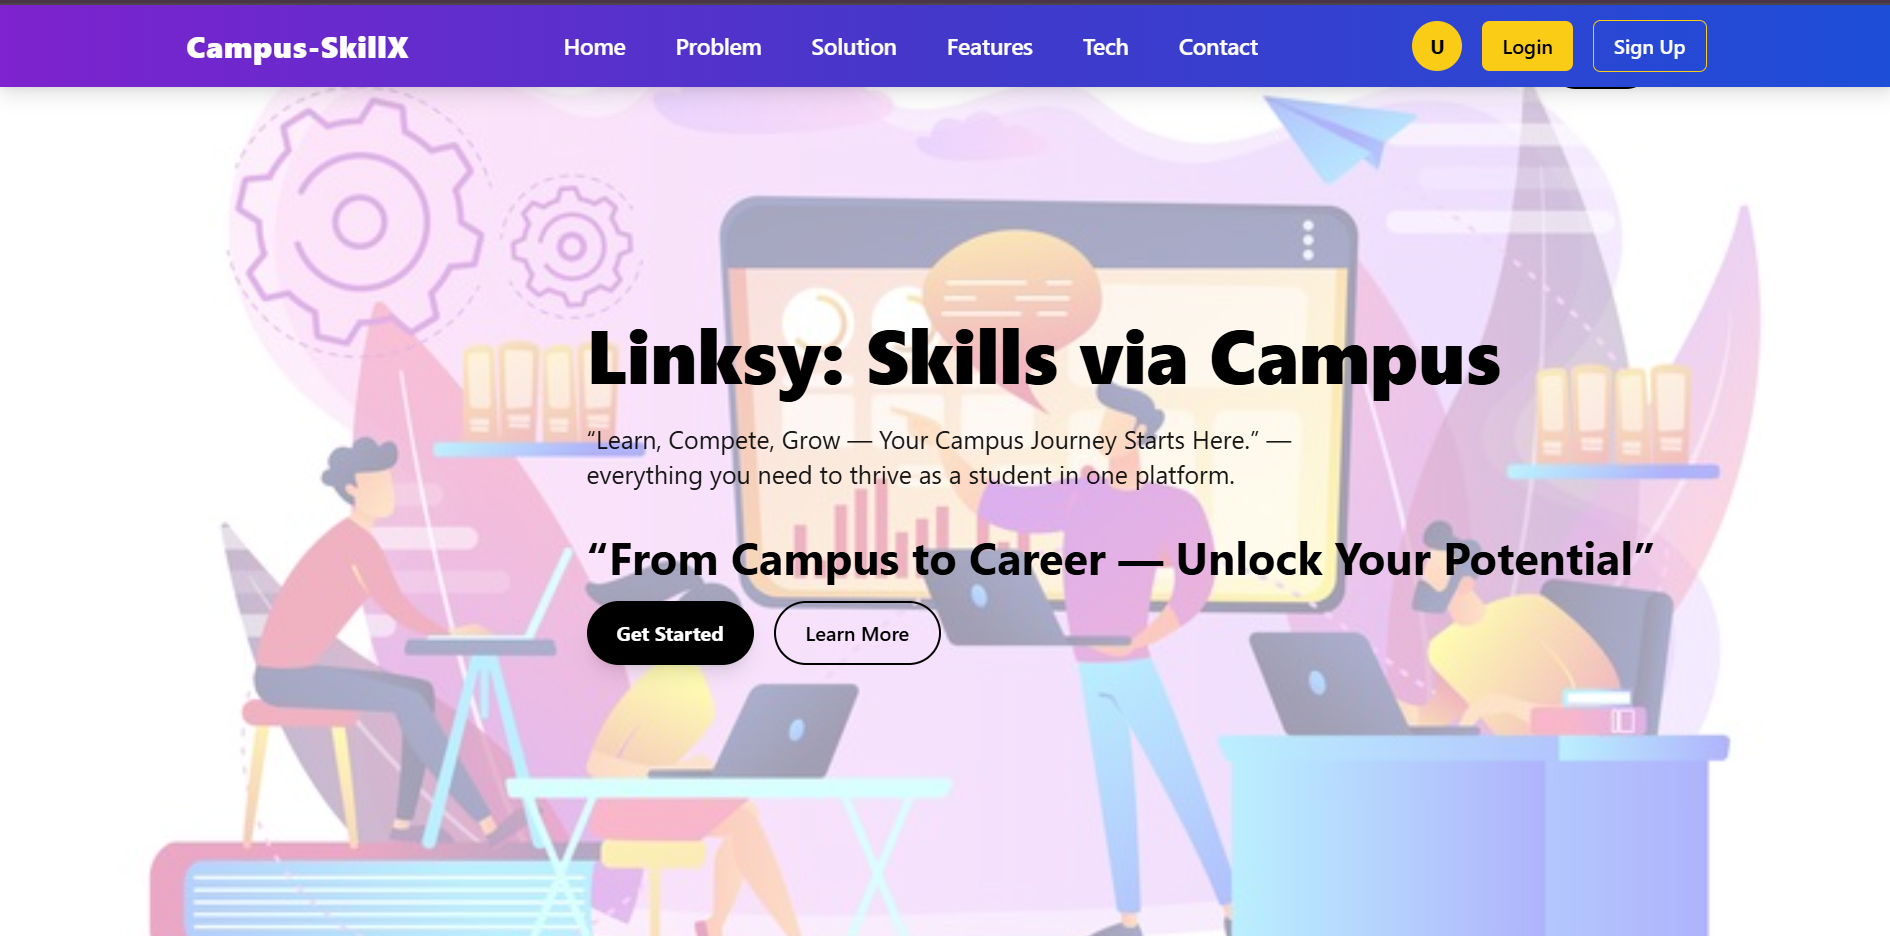 Campus-SkillX
Home Problem Solution Features Tech Contact
U Login Sign Up
Linksy: Skills via Campus
“Learn, Compete, Grow — Your Campus Journey Starts Here.” —
everything you need to thrive as a student in one platform.
“From Campus to Career — Unlock Your Potential”
Get Started Learn More